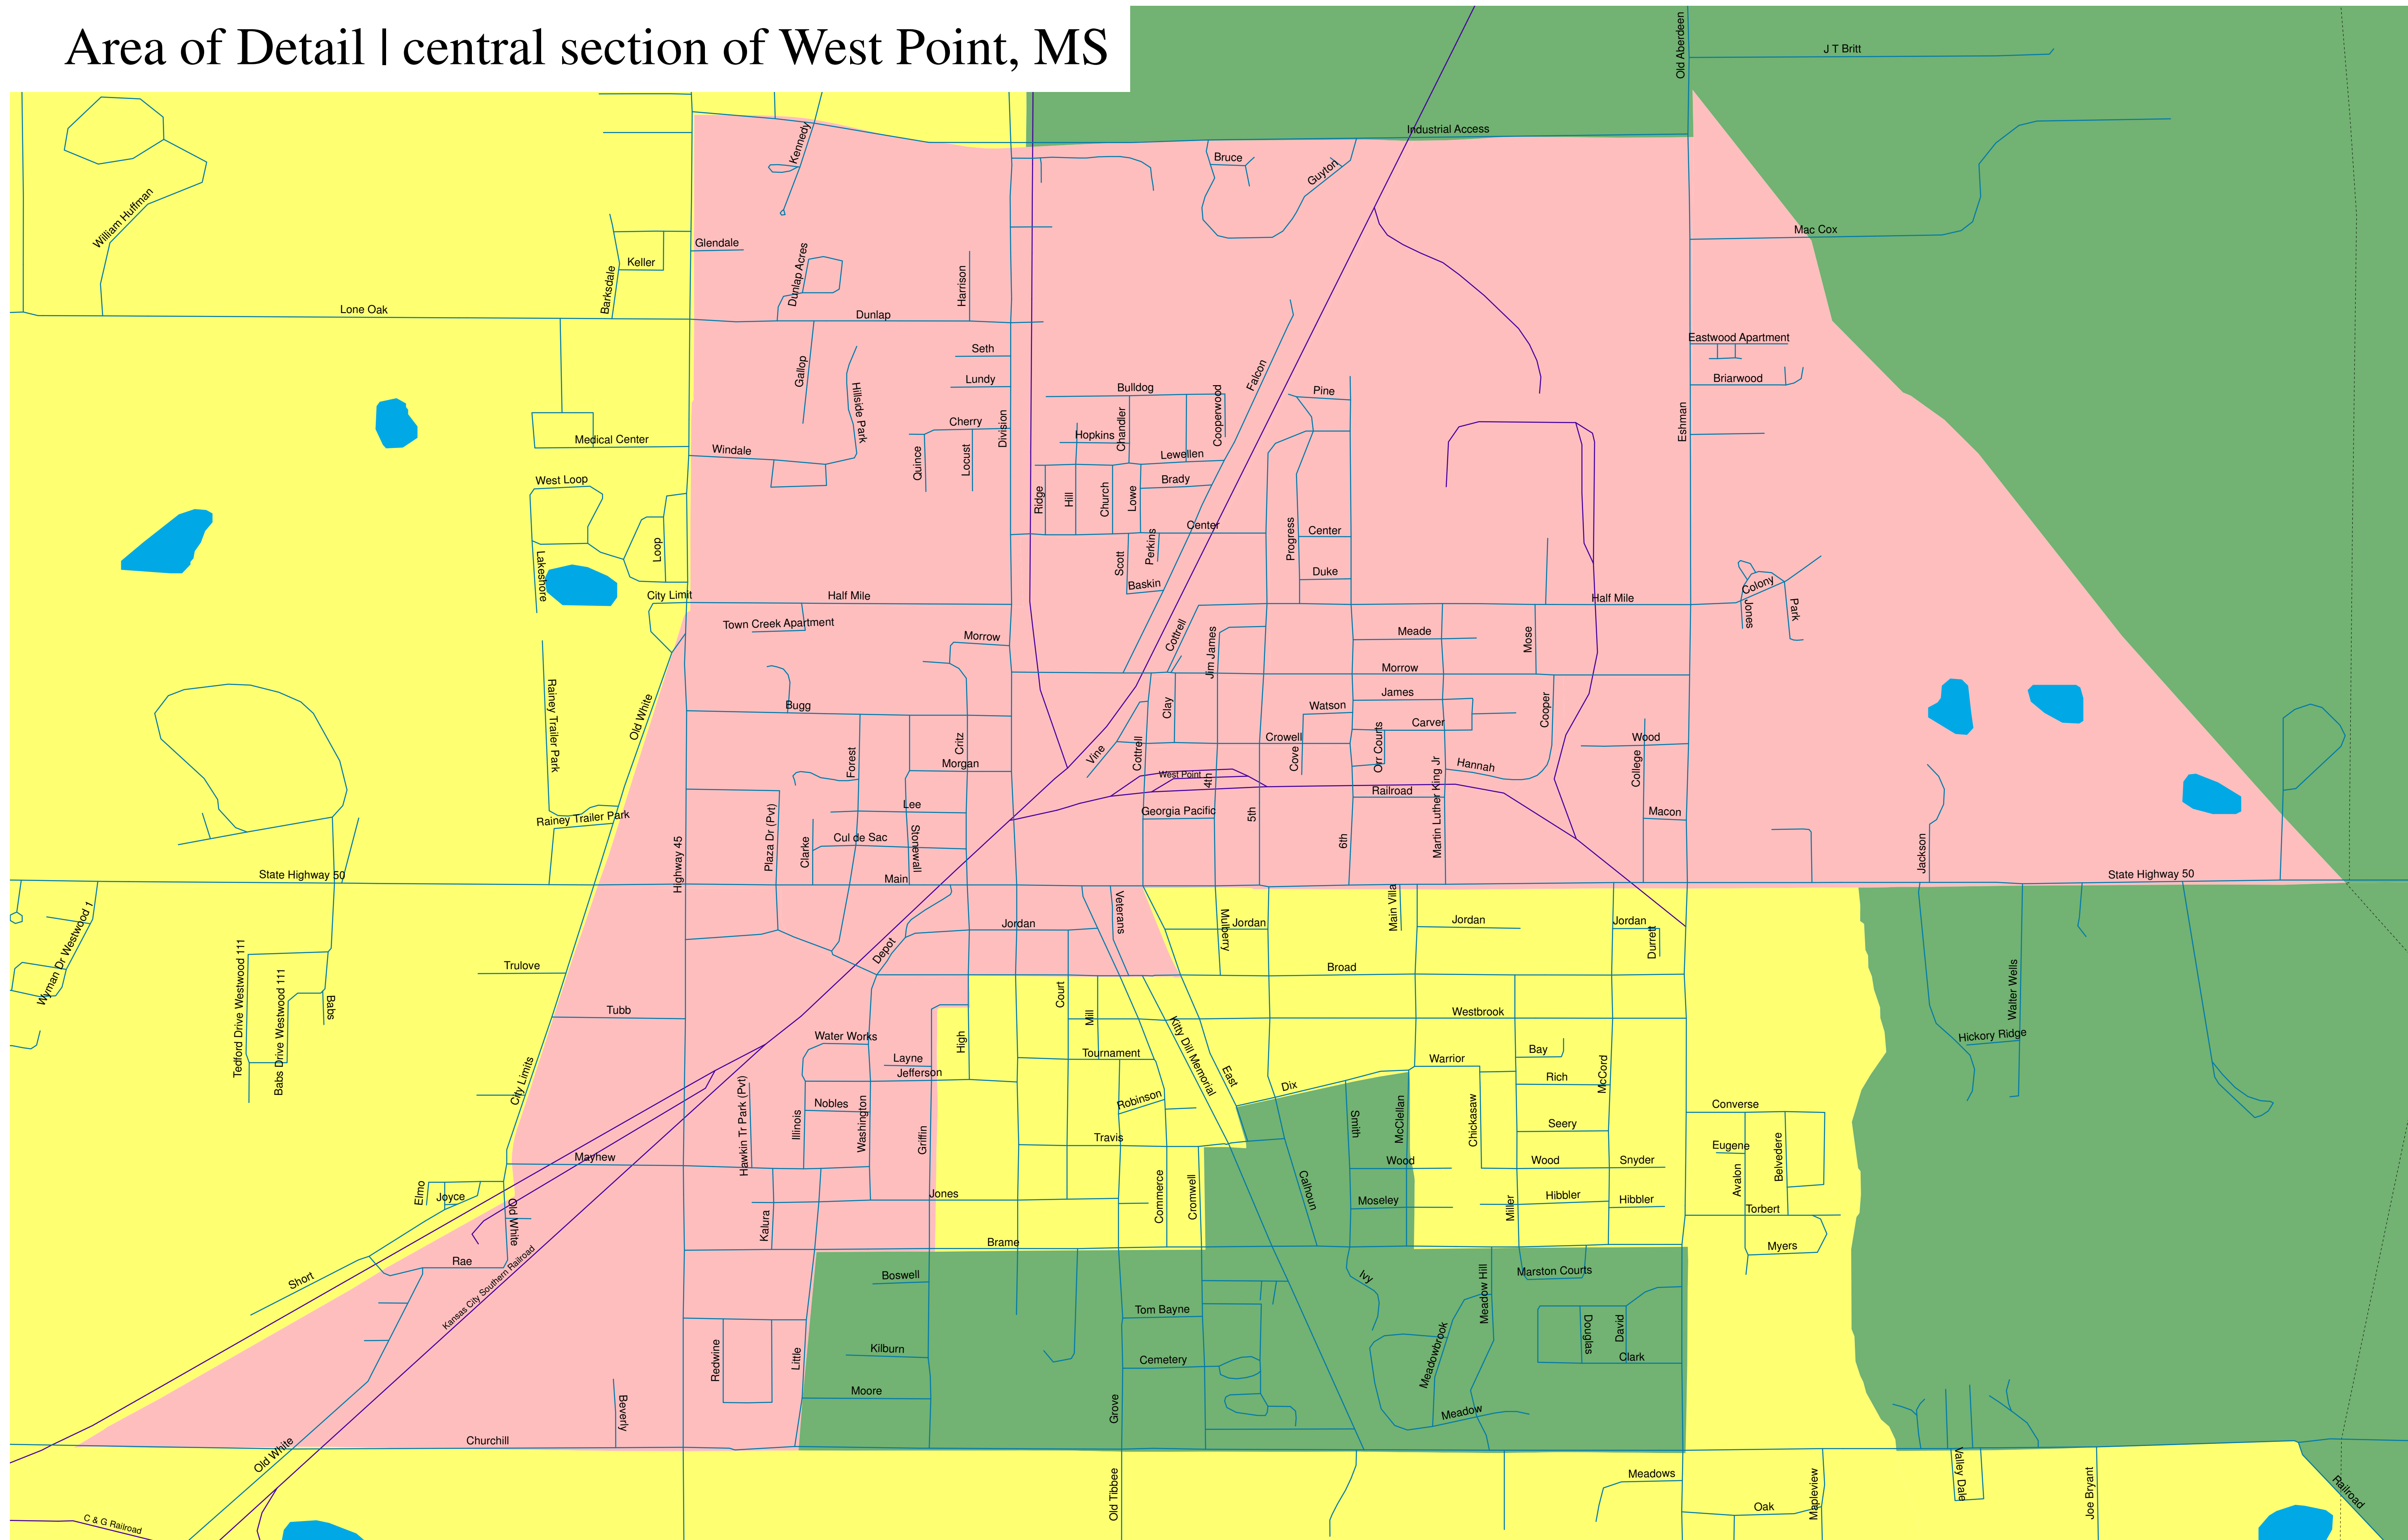 Area of Detail | central section of West Point, MS
Old Aberdeen
J T Britt
Industrial Access
Kennedy
Bruce
Guyton
William Huffman
Glendale
Keller
Barksdale
Dunlap Acres
Harrison
Mac Cox
Lone Oak
Dunlap
Eastwood Apartment
Seth
Gallop
Falcon
Lundy
Briarwood
Hillside Park
Bulldog
Cooperwood
Pine
Chandler
Cherry
Division
Eshman
Hopkins
Medical Center
Windale
Quince
Locust
Lewellen
West Loop
Brady
Ridge
Hill
Church
Lowe
Center
Progress
Center
Loop
Lakeshore
Scott
Perkins
Baskin
Duke
Colony
City Limit
Half Mile
Half Mile
Jones
Park
Town Creek Apartment
Morrow
Cottrell
Jim James
Meade
Mose
Morrow
Rainey Trailer Park
Old White
Bugg
Clay
Watson
James
Cooper
Carver
Critz
Crowell
Wood
Forest
Vine
Cottrell
Cove
Orr Courts
Morgan
West Point
4th
Hannah
College
Railroad
Martin Luther King Jr
Lee
Georgia Pacific
5th
6th
Macon
Rainey Trailer Park
Plaza Dr (Pvt)
Clarke
Cul de Sac
Stonewall
Highway 45
Jackson
State Highway 50
Main
State Highway 50
Wyman Dr Westwood 1
Veterans
Main Villa
Jordan
Mulberry
Jordan
Jordan
Jordan
Depot
Durrett
Trulove
Broad
Tedford Drive Westwood 111
Babs Drive Westwood 111
Babs
Court
Walter Wells
Tubb
Mill
Westbrook
Water Works
High
Kitty Dill Memorial
Hickory Ridge
Layne
Tournament
Warrior
Bay
Jefferson
East
Dix
Rich
McCord
City Limits
Hawkin Tr Park (Pvt)
Nobles
Robinson
Converse
Illinois
Washington
Griffin
Smith
McClellan
Chickasaw
Seery
Travis
Eugene
Belvedere
Mayhew
Wood
Wood
Snyder
Avalon
Elmo
Joyce
Jones
Commerce
Cromwell
Calhoun
Moseley
Miller
Hibbler
Hibbler
Old White
Kalura
Torbert
Brame
Myers
Rae
Short
Kansas City Southern Railroad
Boswell
Ivy
Meadow Hill
Marston Courts
Tom Bayne
Douglas
David
Redwine
Little
Kilburn
Cemetery
Meadowbrook
Clark
Moore
Beverly
Grove
Meadow
Churchill
Old White
Old Tibbee
Meadows
Mapleview
Valley Dale
Joe Bryant
Railroad
Oak
C & G Railroad